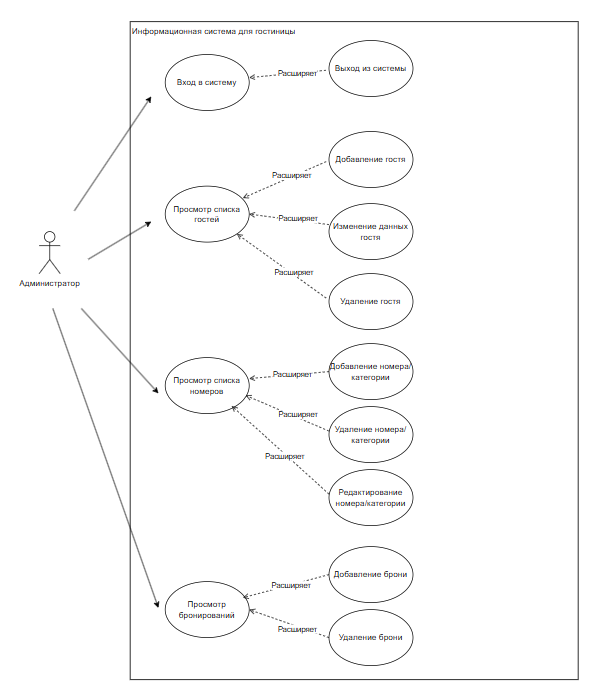 Информационная система для гостиницы
Вход в систему
Расширяет
Выход из системы
Добавление гостя
Расширяет
Просмотр списка
гостей
Расширяет
Изменение данных
гостя
Администратор
Расширяет
Удаление гостя
Просмотр списка
номеров
Расширяет
Добавление номера/
категории
Расширяет
Удаление номера/
категории
Расширяет
Редактирование
номера/категории
Добавление брони
Расширяет
Просмотр
бронирований
Расширяет
Удаление брони